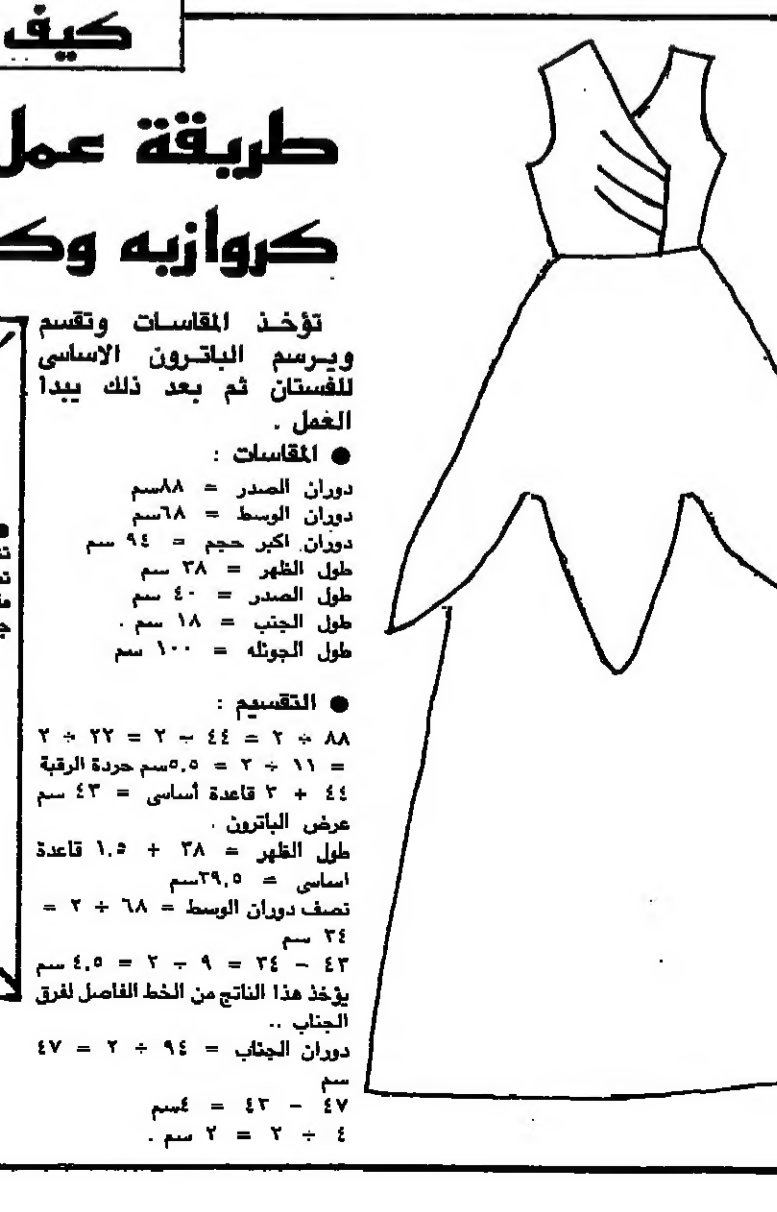 كيف
طريقة عمل
كروازيه وك
تؤخذ المقاسات وتقسم
ويرسم الباترون الاساسى
للفستان ثم بعد ذلك يبدا
الغمل .
● المقاسات :
دوران الصدر = ٨٨سم
دوران الوسط = ٦٨سم
دوران اكبر حجم = ٩٤ سم
طول الظهر = ٣٨ سم
طول الصدر = ٤٠ سم
طول الجنب = ١٨ سم .
طول الجونله = ١٠٠ سم
● التقسيم :
٨٨ ÷ ٢ = ٤٤ ÷ ٢ = ٢٢ ÷ ٢
= ١١ ÷ ٢ = ٥,٥سم حردة الرقبة
٤٤ + ٣ قاعدة أساسى = ٤٣ سم
عرض الباترون .
طول الظهر = ٣٨ + ١.٥ قاعدة
اساسى = ٣٩,٥سم
نصف دوران الوسط = ٦٨ ÷ ٢ =
٣٤ سم
٤٣ - ٣٤ = ٩ ÷ ٢ = ٤,٥ سم
يؤخذ هذا الناتج من الخط الفاصل لفرق
الجناب ..
دوران الجناب = ٩٤ ÷ ٢ = ٤٧
سم
٤٧ - ٤٣ = ٤سم
٤ ÷ ٢ = ٢ سم .